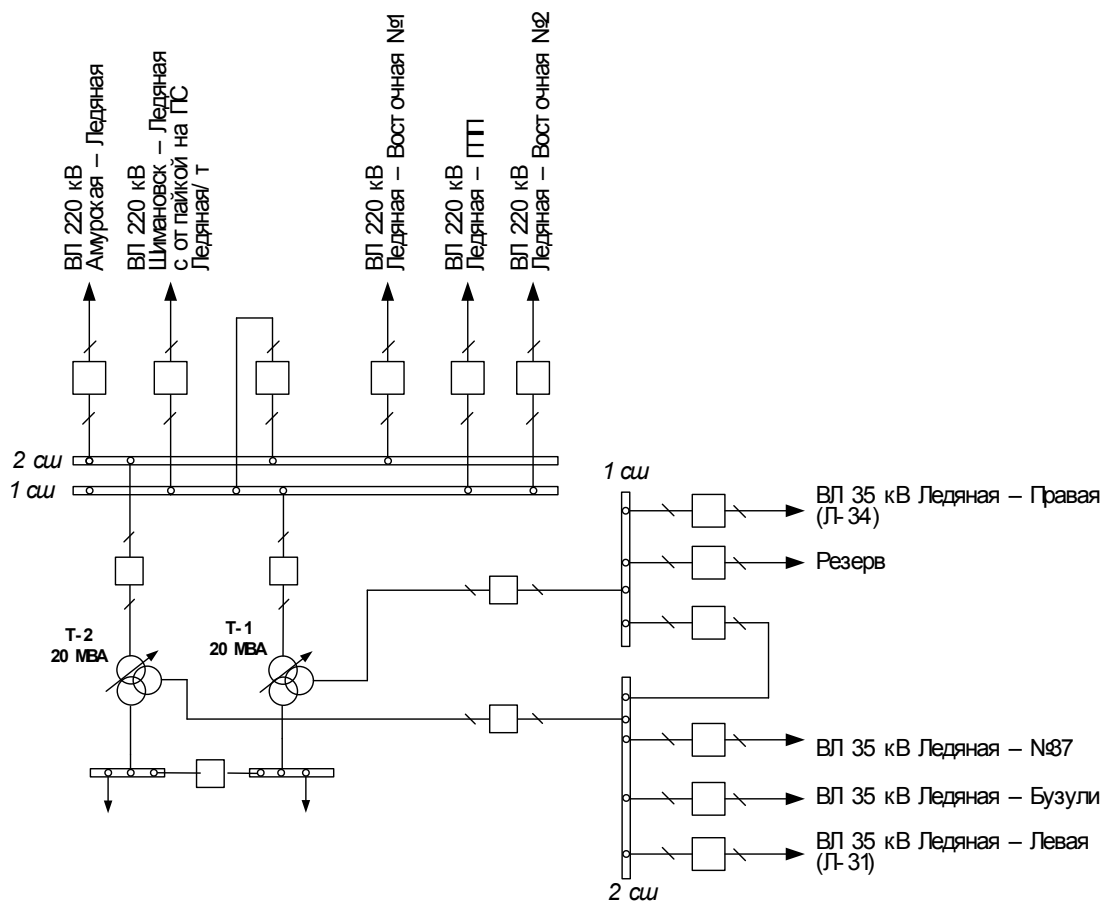 ВЛ 220 кВ
Амурская – Ледяная
ВЛ 220 кВ
Шимановск – Ледяная
с отпайкой на ПС
Ледяная/т
ВЛ 220 кВ
Ледяная – Восточная №1
ВЛ 220 кВ
Ледяная – ГПП
ВЛ 220 кВ
Ледяная – Восточная №2
2 сш
1 сш
Т-2
20 МВА
Т-1
20 МВА
1 сш
ВЛ 35 кВ Ледяная – Правая
(Л-34)
Резерв
ВЛ 35 кВ Ледяная – №37
ВЛ 35 кВ Ледяная – Бузули
ВЛ 35 кВ Ледяная – Левая
(Л-31)
2 сш